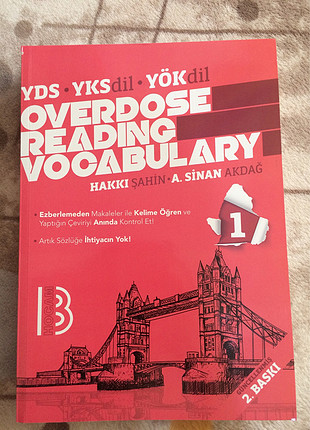 YDS • YKSdil • YÖKdil
OVERDOSE
READING
VOCABULARY
HAKKI ŞAHİN • A. SİNAN AKDAĞ
• Ezberlemeden Makaleler ile Kelime Öğren ve
Yaptığın Çeviriyi Anında Kontrol Et!
• Artık Sözlüğe İhtiyacın Yok!
1
B
HOCAM
2. BASKI